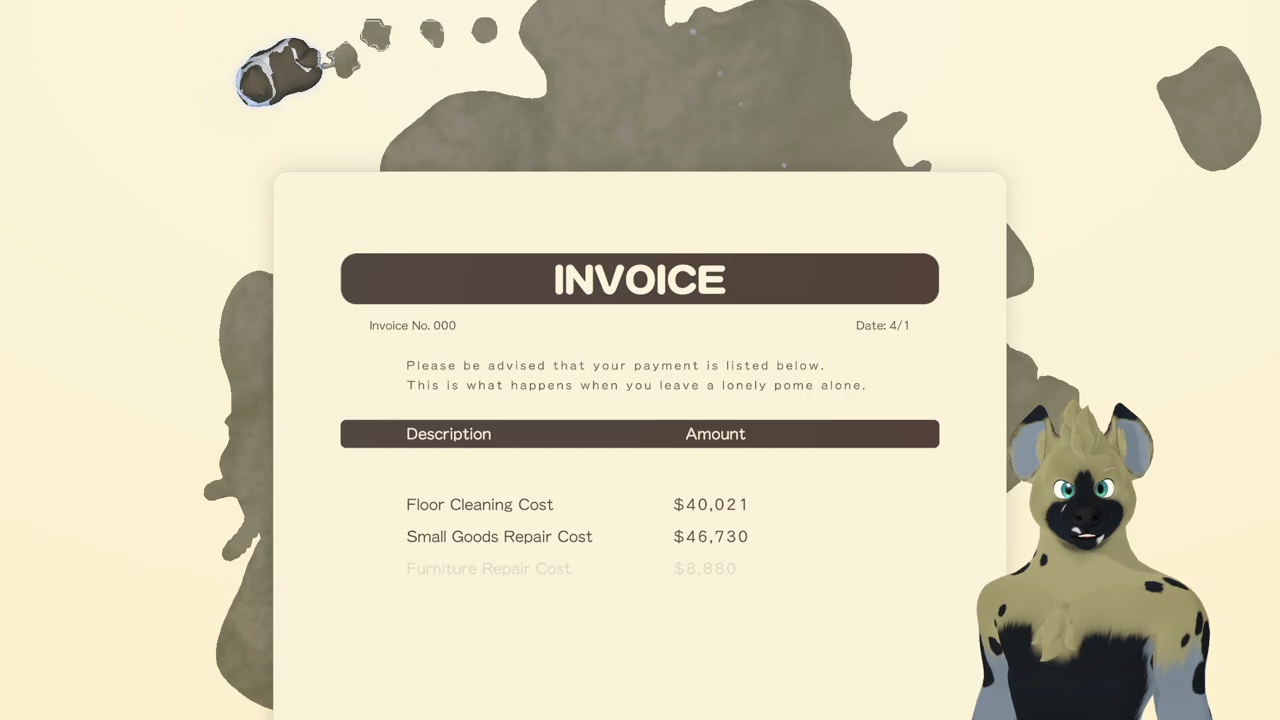 INVOICE
Invoice No. 000
Date: 4/1
Please be advised that your payment is listed below.
This is what happens when you leave a lonely pome alone.
Description Amount
Floor Cleaning Cost $40,021
Small Goods Repair Cost $46,730
Furniture Repair Cost $8,880